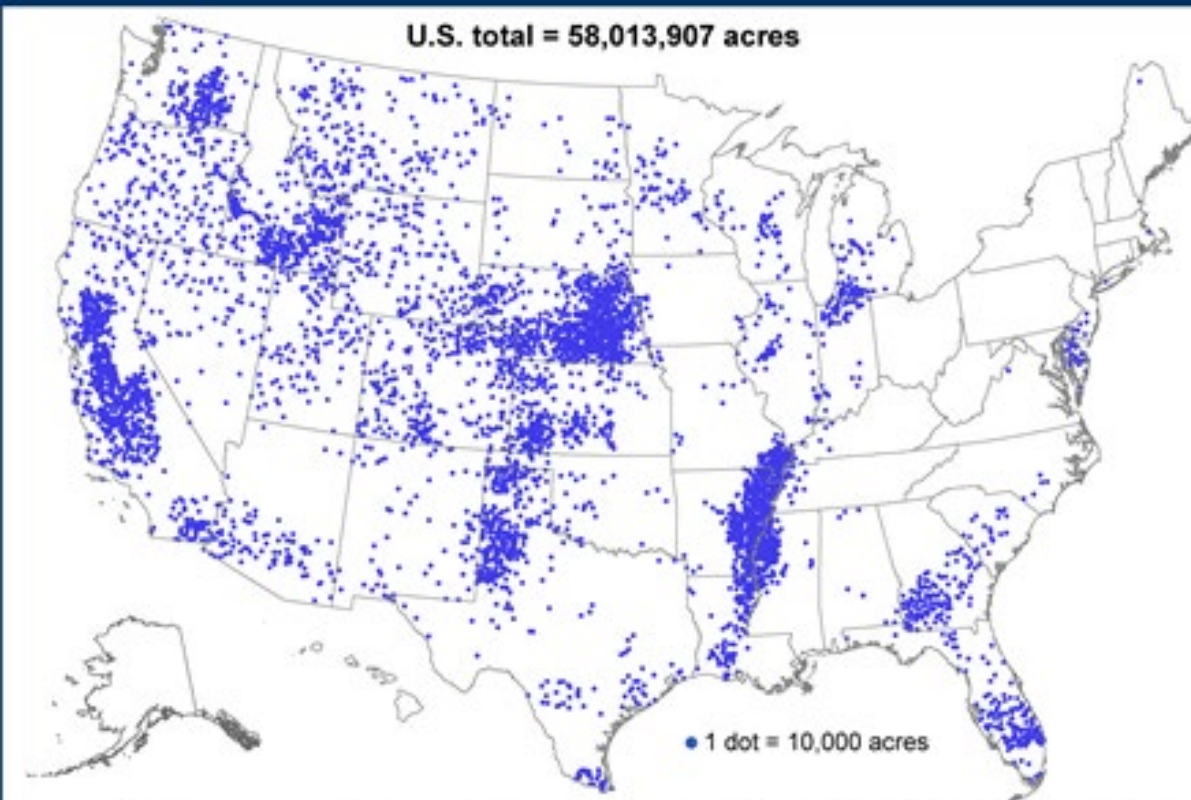 U.S. total = 58,013,907 acres
1 dot = 10,000 acres